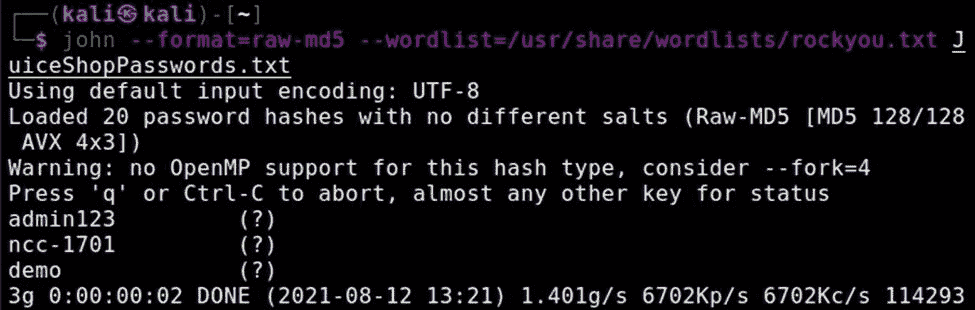 (kali㉿kali)-[~]
$ john --format=raw-md5 --wordlist=/usr/share/wordlists/rockyou.txt J
uiceShopPasswords.txt
Using default input encoding: UTF-8
Loaded 20 password hashes with no different salts (Raw-MD5 [MD5 128/128
AVX 4x3])
Warning: no OpenMP support for this hash type, consider --fork=4
Press 'q' or Ctrl-C to abort, almost any other key for status
admin123 (?)
ncc-1701 (?)
demo (?)
3g 0:00:00:02 DONE (2021-08-12 13:21) 1.401g/s 6702Kp/s 6702Kc/s 114293